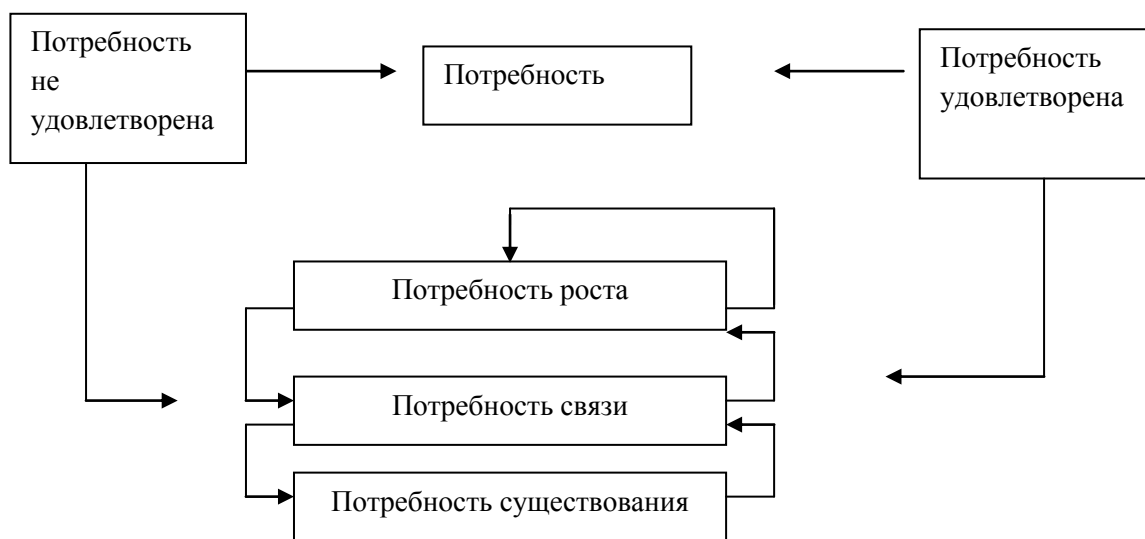 Потребность
не
удовлетворена
Потребность
Потребность
удовлетворена
Потребность роста
Потребность связи
Потребность существования